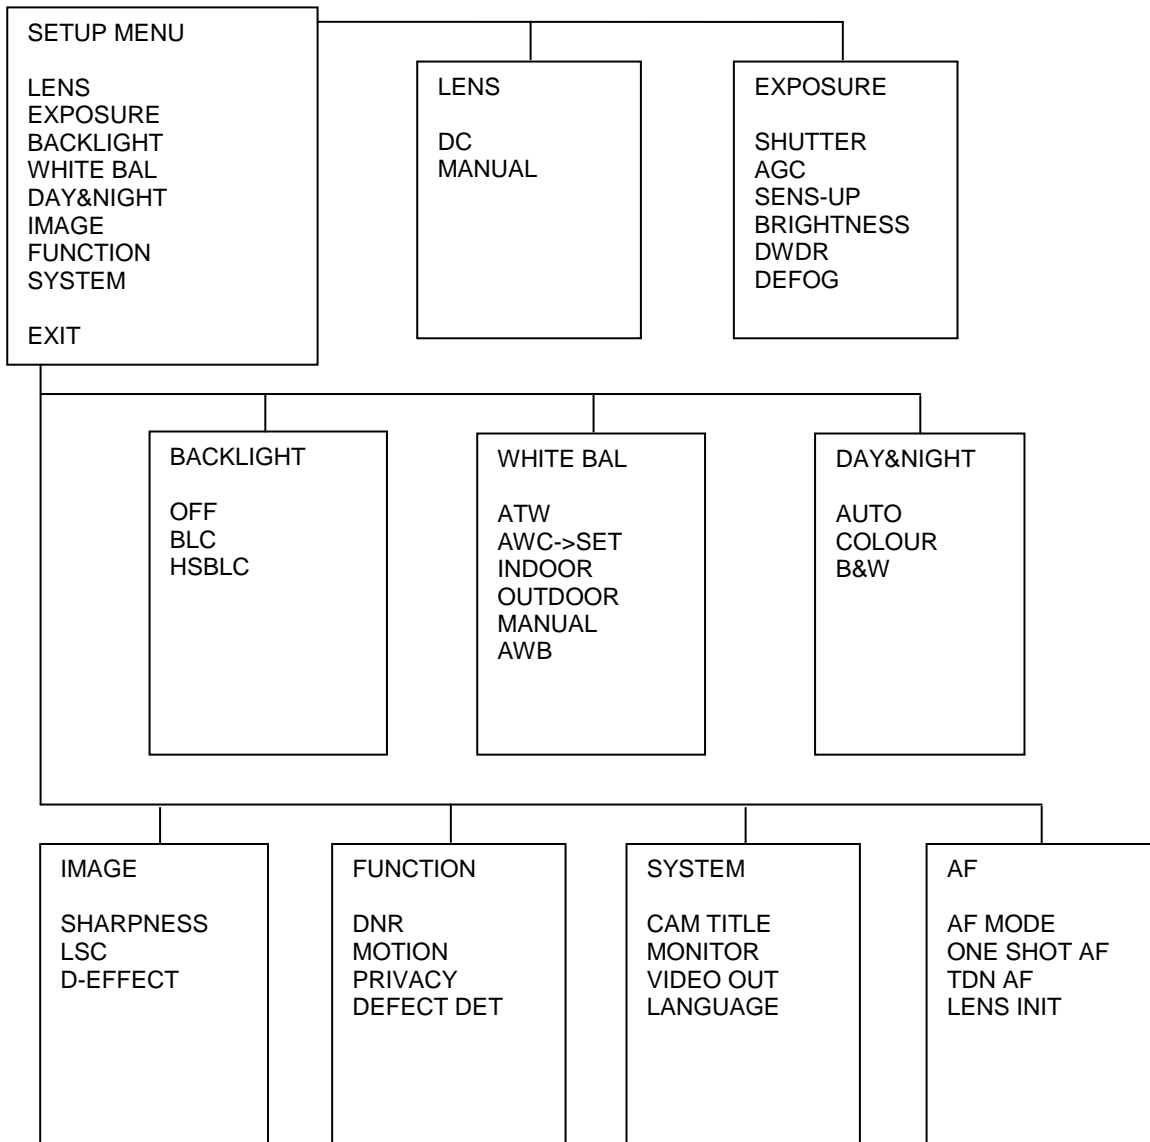 SETUP MENU
LENS
EXPOSURE
BACKLIGHT
WHITE BAL
DAY&NIGHT
IMAGE
FUNCTION
SYSTEM
EXIT
LENS
DC
MANUAL
EXPOSURE
SHUTTER
AGC
SENS-UP
BRIGHTNESS
DWDR
DEFOG
BACKLIGHT
OFF
BLC
HSBLC
WHITE BAL
ATW
AWC->SET
INDOOR
OUTDOOR
MANUAL
AWB
DAY&NIGHT
AUTO
COLOUR
B&W
IMAGE
SHARPNESS
LSC
D-EFFECT
FUNCTION
DNR
MOTION
PRIVACY
DEFECT DET
SYSTEM
CAM TITLE
MONITOR
VIDEO OUT
LANGUAGE
AF
AF MODE
ONE SHOT AF
TDN AF
LENS INIT